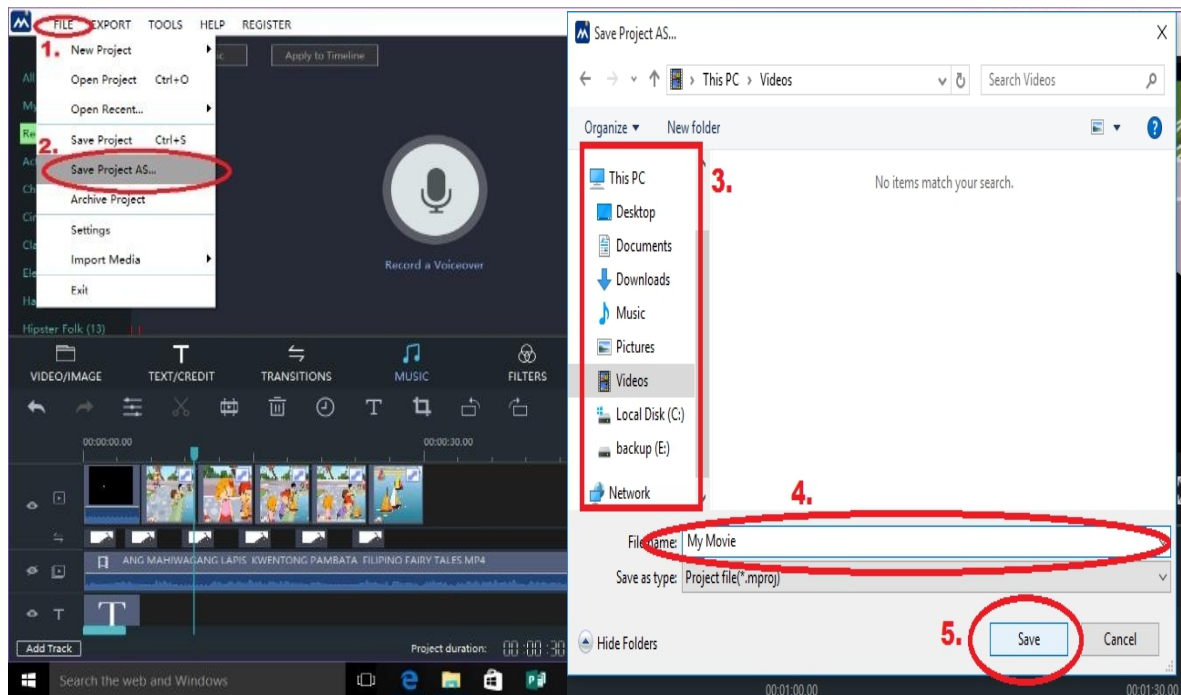 FILE EXPORT TOOLS HELP REGISTER
1.
New Project
Apply to Timeline
All
Open Project Ctrl+O
My
Open Recent...
Re
Save Project Ctrl+S
2.
Save Project AS...
Archive Project
Settings
Import Media
Exit
Record a Voiceover
Hipster Folk (13)
VIDEO/IMAGE TEXT/CREDIT TRANSITIONS MUSIC FILTERS
00:00:00.00 00:00:30.00
ANG MAHIWAGANG LAPIS KWENTONG PAMBATA FILIPINO FAIRY TALES.MP4
T
Add Track
Project duration: 00:00:30
Search the web and Windows
Save Project AS...
This PC > Videos
Search Videos
Organize New folder
This PC
3.
No items match your search.
Desktop
Documents
Downloads
Music
Pictures
Videos
Local Disk (C:)
backup (E:)
Network
4.
File name: My Movie
Save as type: Project file(*.mproj)
Hide Folders
5.
Save Cancel
00:01:00.00 00:01:30.00